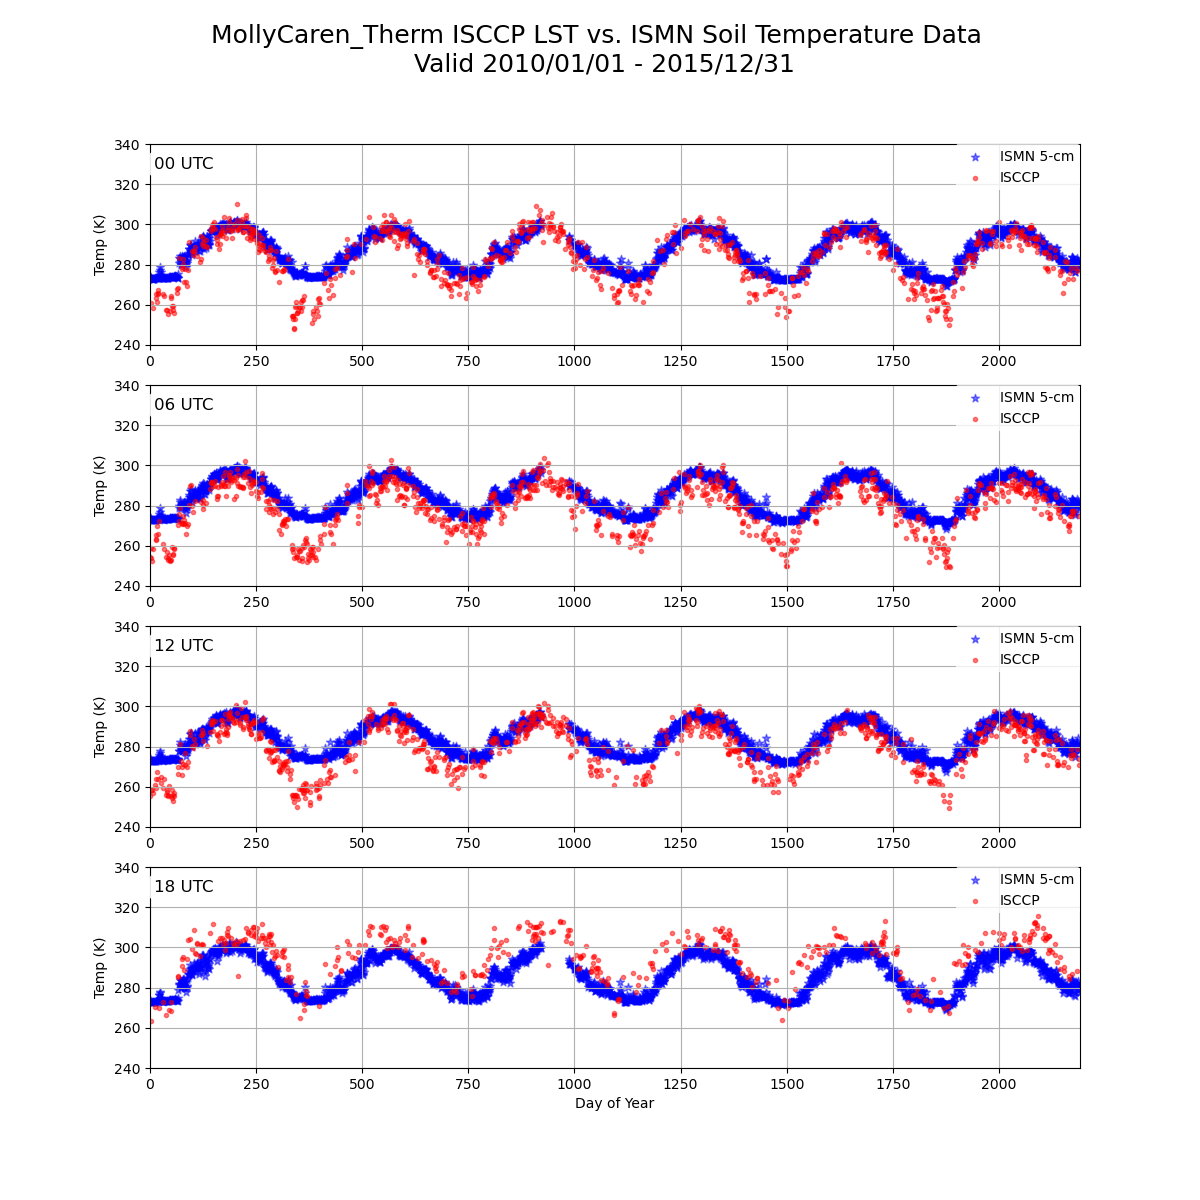 MollyCaren_Therm ISCCP LST vs. ISMN Soil Temperature Data
Valid 2010/01/01 - 2015/12/31
340
320
300
280
260
240
Temp (K)
00 UTC
ISMN 5-cm
ISCCP
0 250 500 750 1000 1250 1500 1750 2000
340
320
300
280
260
240
Temp (K)
06 UTC
ISMN 5-cm
ISCCP
0 250 500 750 1000 1250 1500 1750 2000
340
320
300
280
260
240
Temp (K)
12 UTC
ISMN 5-cm
ISCCP
0 250 500 750 1000 1250 1500 1750 2000
340
320
300
280
260
240
Temp (K)
18 UTC
ISMN 5-cm
ISCCP
0 250 500 750 1000 1250 1500 1750 2000
Day of Year